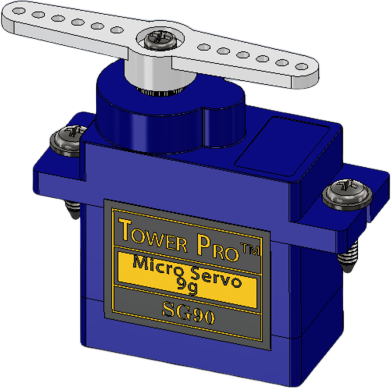 TOWER PRO™
Micro Servo
9g
SG90